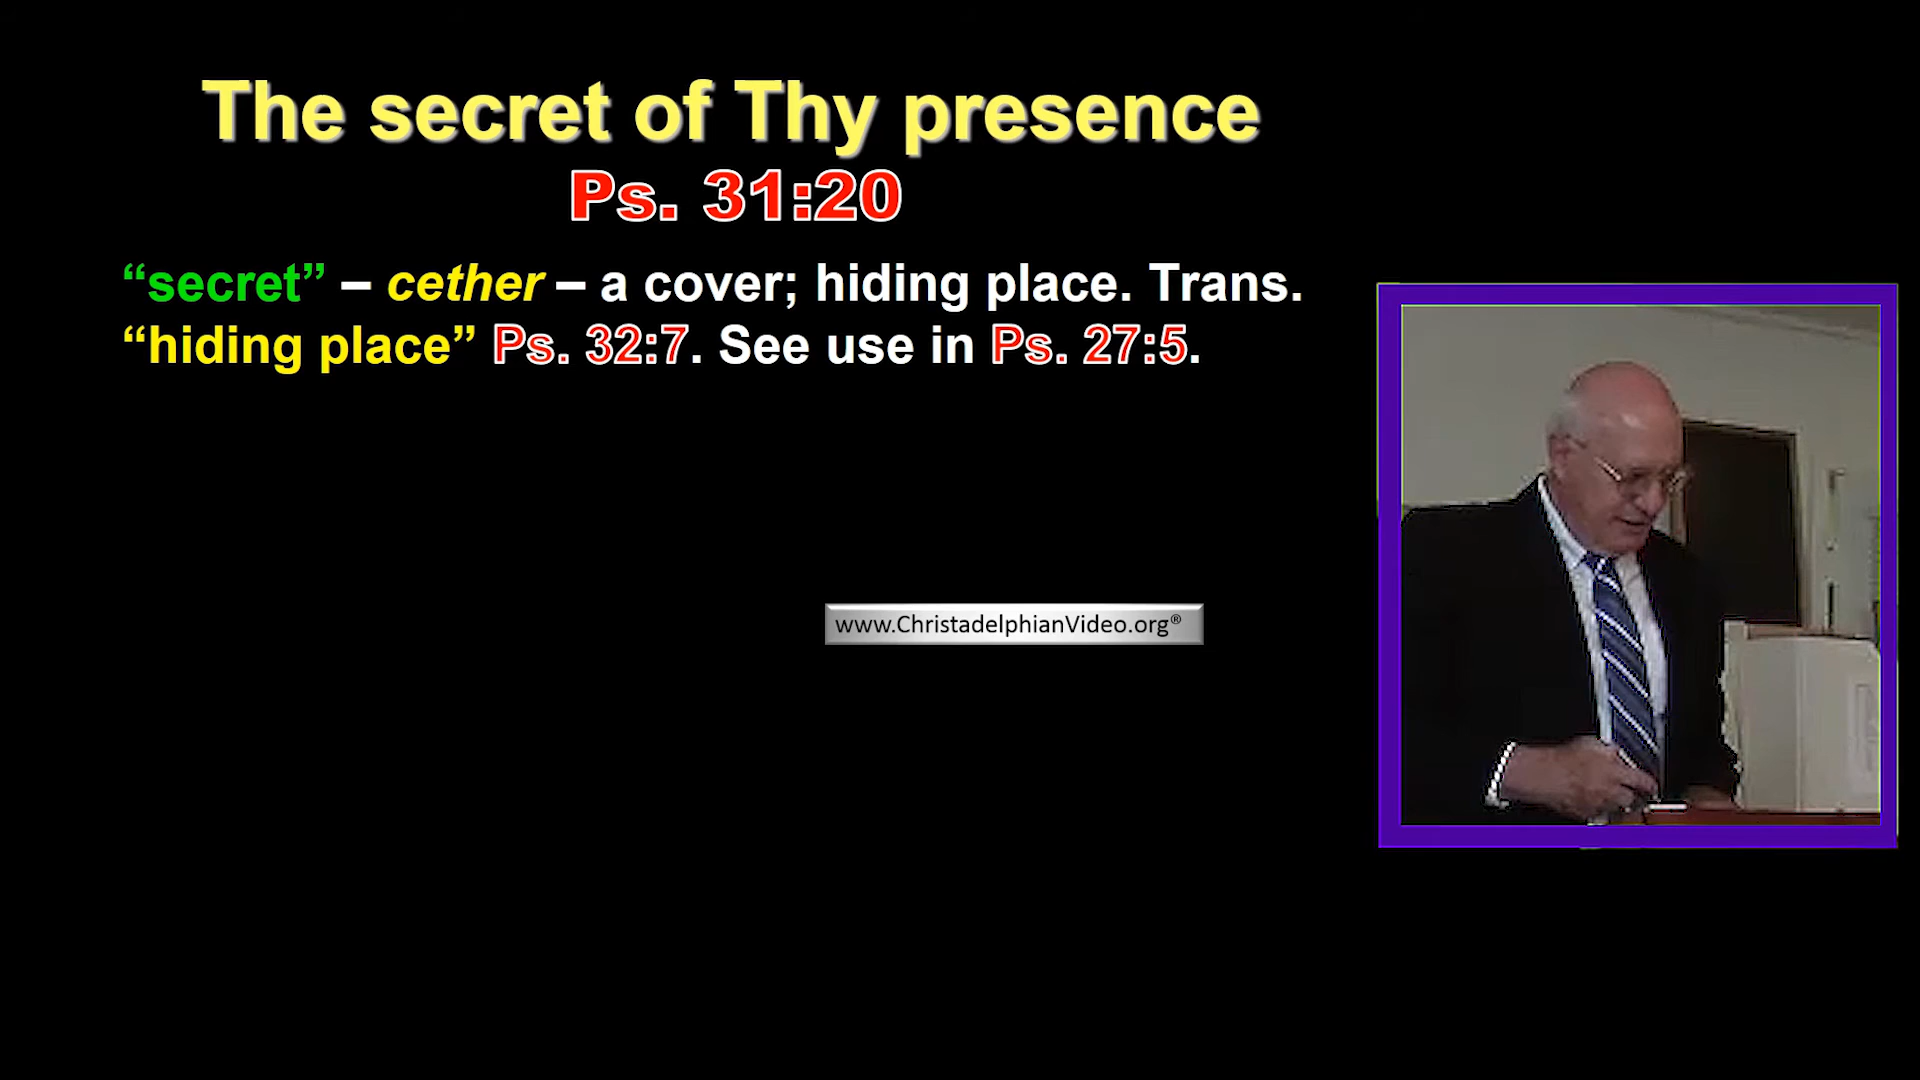 The secret of Thy presence
Ps. 31:20
“secret” – cether – a cover; hiding place. Trans.
“hiding place” Ps. 32:7. See use in Ps. 27:5.
www.ChristadelphianVideo.org®